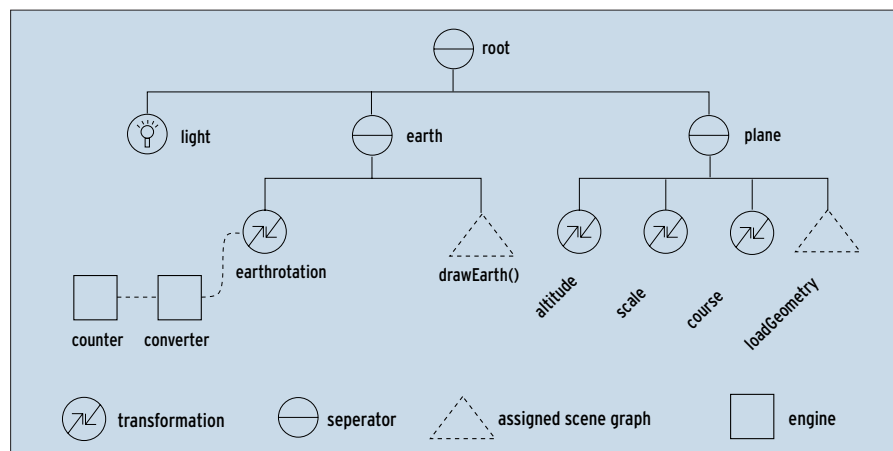 root
light
earth
plane
earthrotation
drawEarth()
altitude
scale
course
loadGeometry
counter
converter
transformation
seperator
assigned scene graph
engine